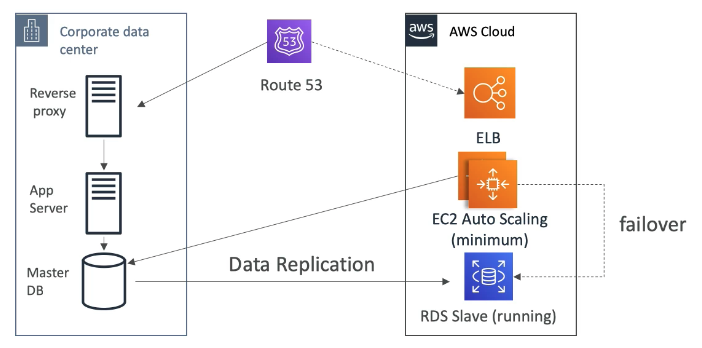 Corporate data
center
53
Route 53
aws
AWS Cloud
Reverse
proxy
ELB
App
Server
EC2 Auto Scaling
(minimum)
failover
Master
DB
Data Replication
RDS Slave (running)